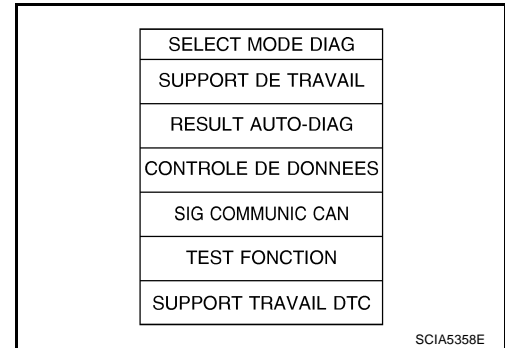 SELECT MODE DIAG
SUPPORT DE TRAVAIL
RESULT AUTO-DIAG
CONTROLE DE DONNEES
SIG COMMUNIC CAN
TEST FONCTION
SUPPORT TRAVAIL DTC
SCIA5358E